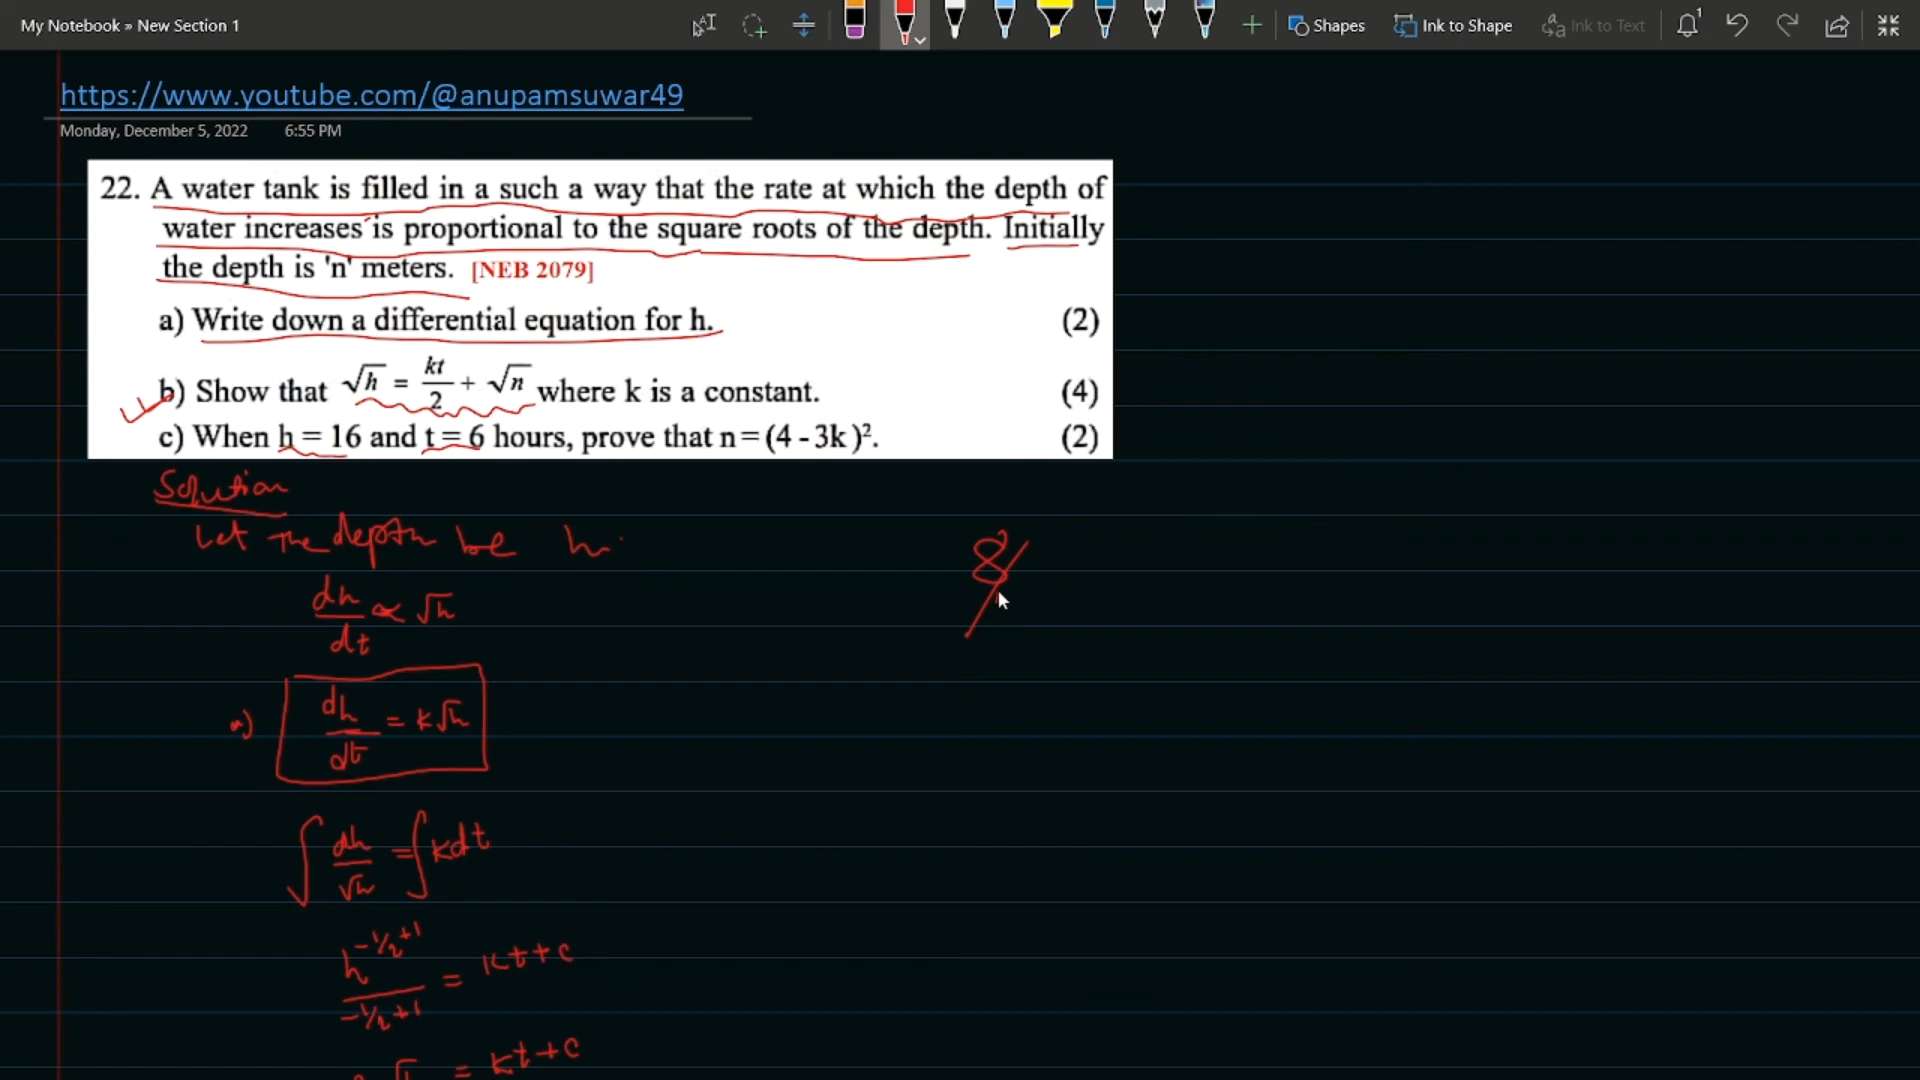 My Notebook » New Section 1
Shapes
Ink to Shape
Ink to Text
1
https://www.youtube.com/@anupamsuwar49
Monday, December 5, 2022 6:55 PM
22. A water tank is filled in a such a way that the rate at which the depth of
water increases is proportional to the square roots of the depth. Initially
the depth is 'n' meters. [NEB 2079]
a) Write down a differential equation for h. (2)
b) Show that √h = kt/2 + √n where k is a constant. (4)
c) When h = 16 and t = 6 hours, prove that n = (4 - 3k)². (2)
Solution
Let The depth be h.
dh/dt ∝ √h
8/
a) dh/dt = k√h
∫ dh/√h = ∫ kdt
h^(-1/2+1)/(-1/2+1) = kt+c
= kt+c